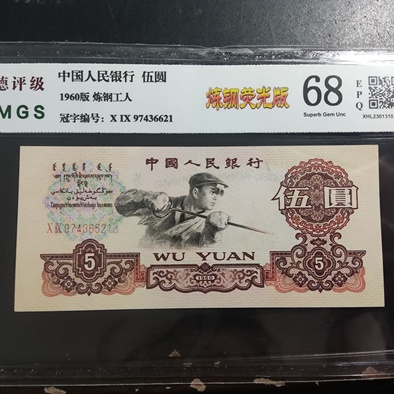 德评级
MGS
中国人民银行 伍圆
1960版 炼钢工人
冠字编号: X IX 97436621
炼钢荧光版
68
Superb Gem Unc
EPQ
中國人民銀行
伍圓
X IX 97436621
WU YUAN
5
1960
5